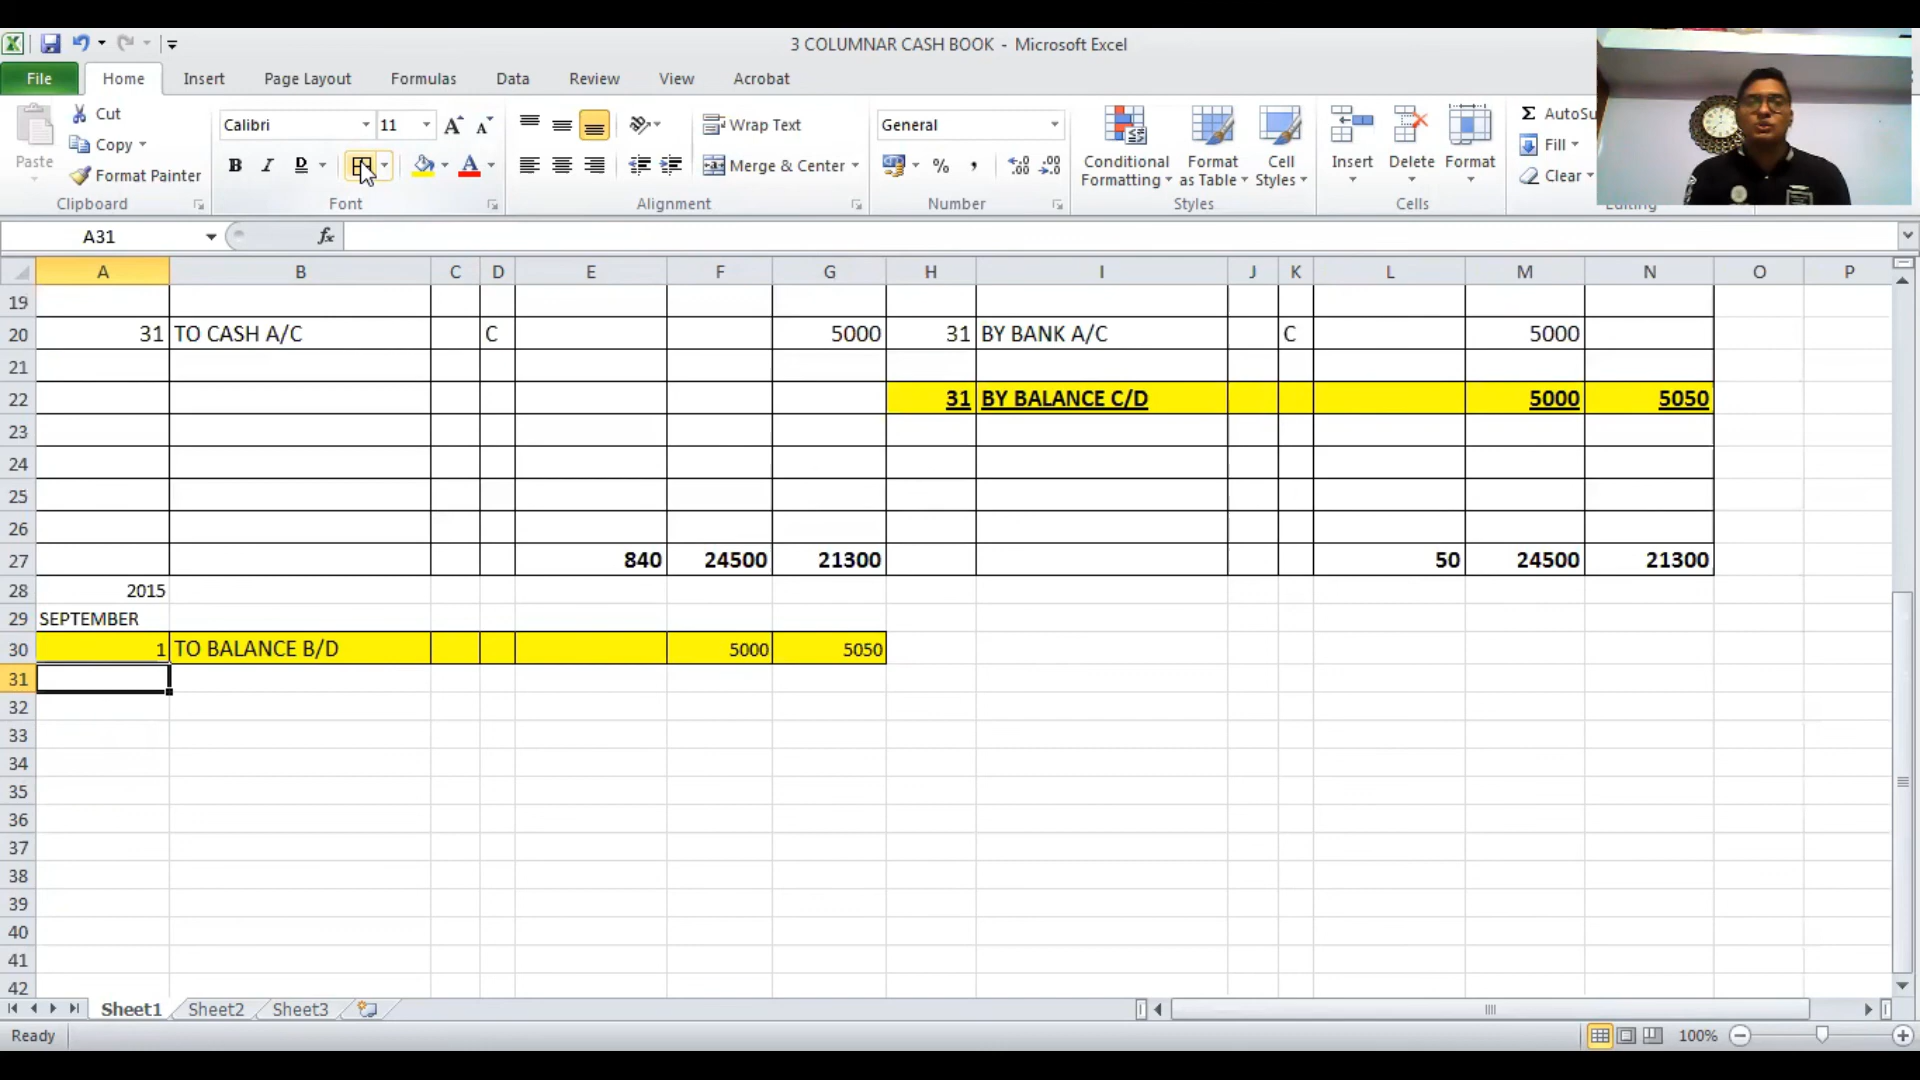 3 COLUMNAR CASH BOOK - Microsoft Excel
File Home Insert Page Layout Formulas Data Review View Acrobat
Paste
Cut
Copy
Format Painter
Clipboard
Calibri 11
B I D
A
Font
Wrap Text
Merge & Center
Alignment
General
%
,
Number
Conditional Formatting
Format as Table
Cell Styles
Styles
Insert
Delete
Format
Cells
Σ AutoSu
Fill
Clear
A31
fx
A B C D E F G H I J K L M N O P
19
20 31 TO CASH A/C C 5000 31 BY BANK A/C C 5000
21
22 31 BY BALANCE C/D 5000 5050
23
24
25
26
27 840 24500 21300 50 24500 21300
28 2015
29 SEPTEMBER
30 1 TO BALANCE B/D 5000 5050
31
32
33
34
35
36
37
38
39
40
41
42
Sheet1 Sheet2 Sheet3
Ready
100%